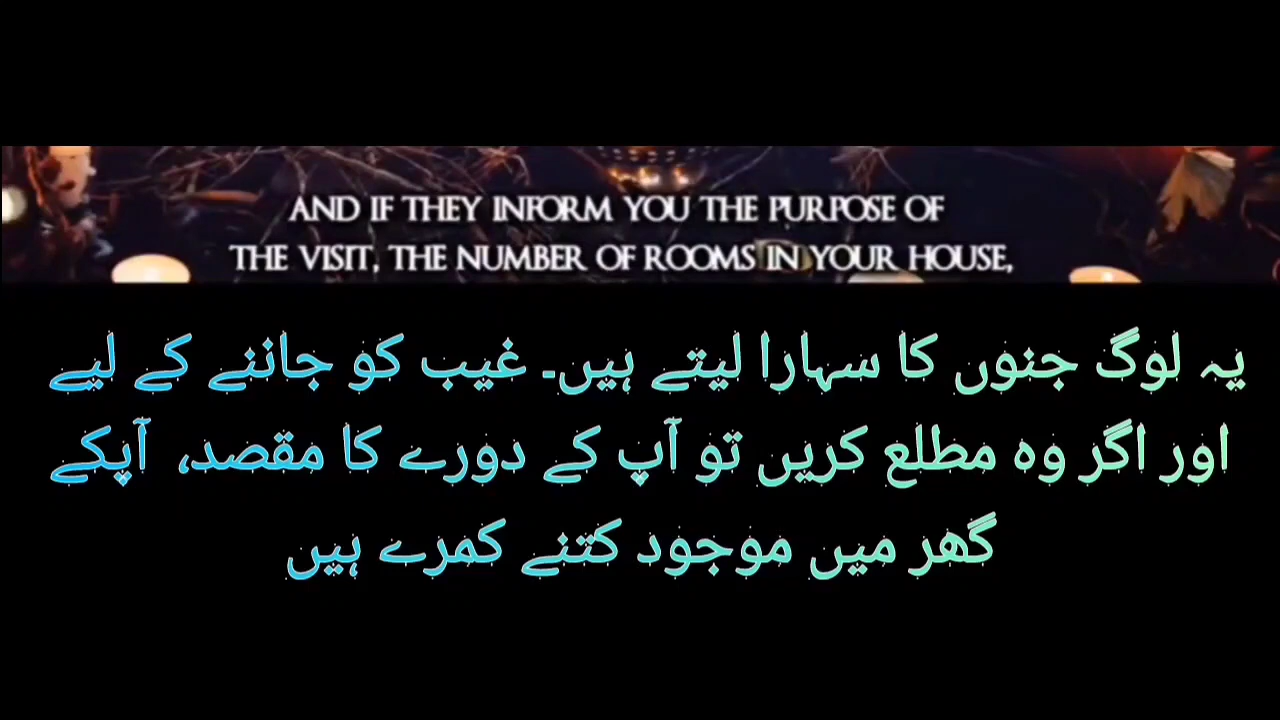 AND IF THEY INFORM YOU THE PURPOSE OF
THE VISIT, THE NUMBER OF ROOMS IN YOUR HOUSE,
یہ لوگ جنوں کا سہارا لیتے ہیں۔ غیب کو جاننے کے لیے
اور اگر وہ مطلع کریں تو آپ کے دورے کا مقصد، آپکے
گھر میں موجود کتنے کمرے ہیں